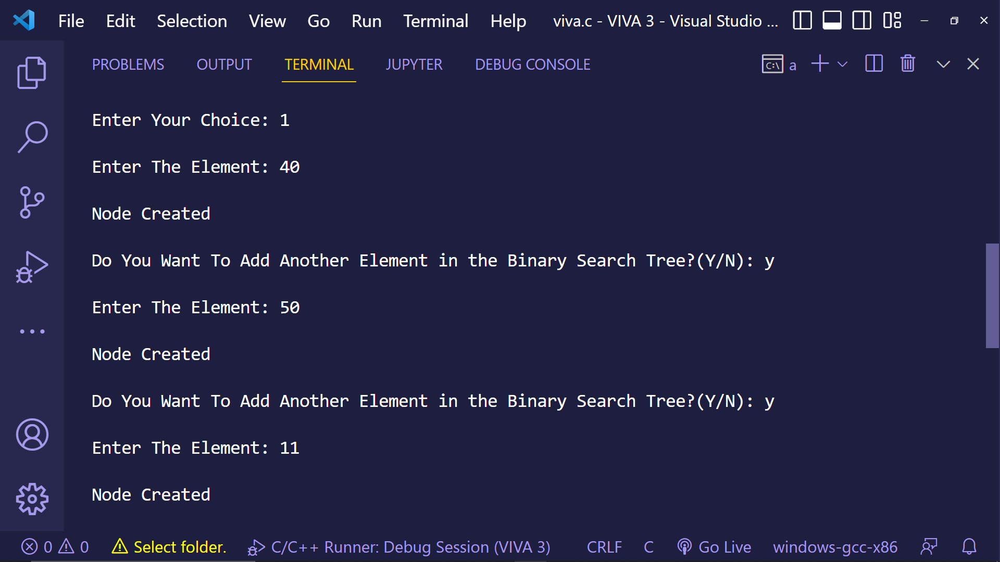 File Edit Selection View Go Run Terminal Help viva.c - VIVA 3 - Visual Studio ...
PROBLEMS OUTPUT TERMINAL JUPYTER DEBUG CONSOLE C:\ a
Enter Your Choice: 1
Enter The Element: 40
Node Created
Do You Want To Add Another Element in the Binary Search Tree?(Y/N): y
Enter The Element: 50
Node Created
Do You Want To Add Another Element in the Binary Search Tree?(Y/N): y
Enter The Element: 11
Node Created
0 0 Select folder. C/C++ Runner: Debug Session (VIVA 3) CRLF C Go Live windows-gcc-x86